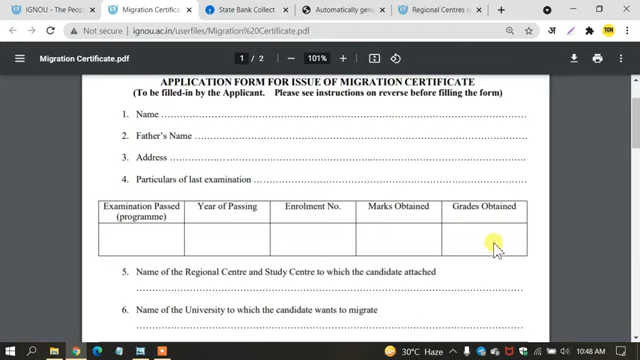 IGNOU - The Peop
Migration Certificate
State Bank Collect
Automatically gene
Regional Centres o
Not secure | ignou.ac.in/userfiles/Migration%20Certificate.pdf
Migration Certificate.pdf
1 / 2
101%
APPLICATION FORM FOR ISSUE OF MIGRATION CERTIFICATE
(To be filled-in by the Applicant. Please see instructions on reverse before filling the form)
1. Name
2. Father's Name
3. Address
4. Particulars of last examination
Examination Passed (programme) Year of Passing Enrolment No. Marks Obtained Grades Obtained
5. Name of the Regional Centre and Study Centre to which the candidate attached
6. Name of the University to which the candidate wants to migrate
30°C Haze
ENG
10:48 AM